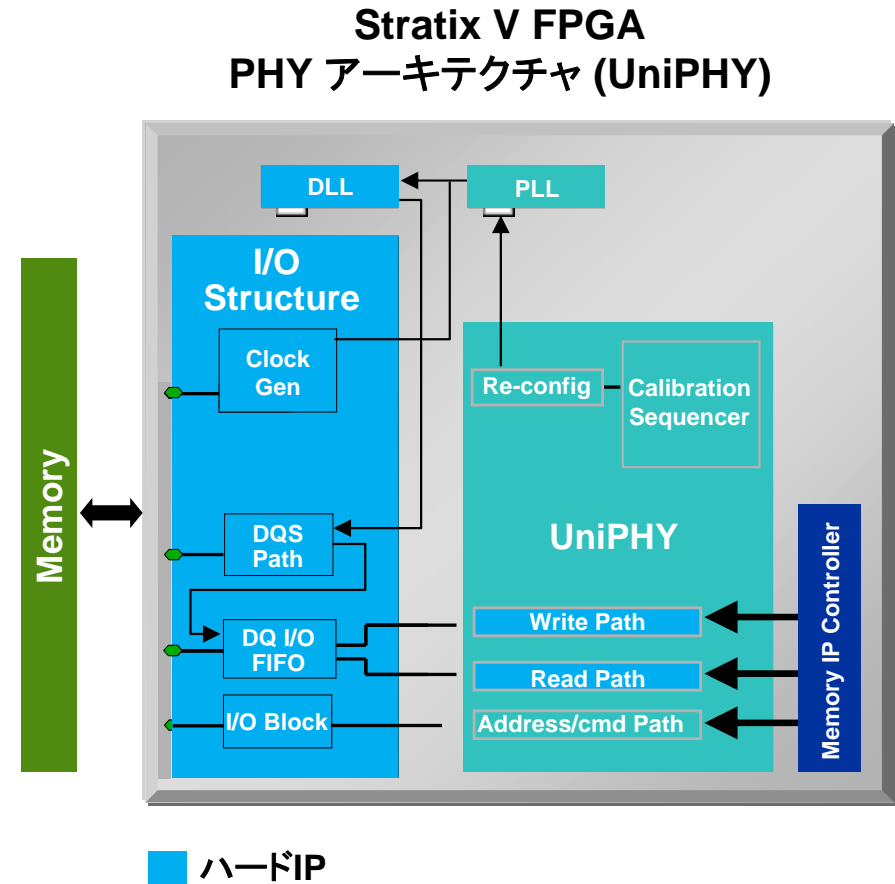 Stratix V FPGA
PHY アーキテクチャ (UniPHY)
DLL
PLL
I/O
Structure
Clock
Gen
Re-config
Calibration
Sequencer
Memory
DQS
Path
UniPHY
Memory IP Controller
Write Path
DQ I/O
FIFO
Read Path
I/O Block
Address/cmd Path
ハードIP